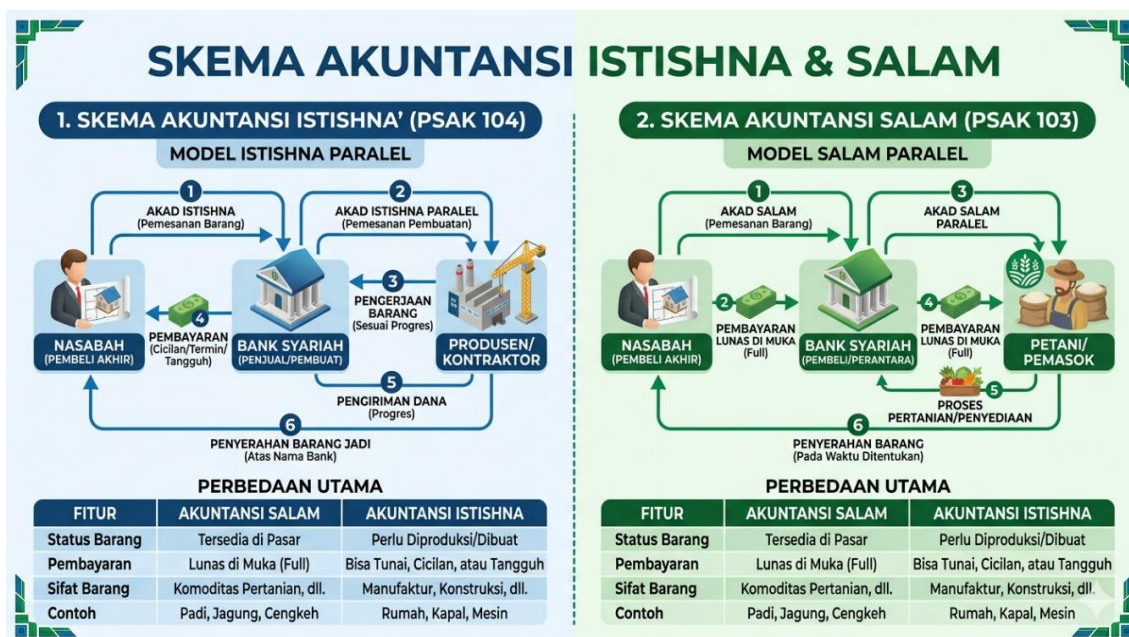 SKEMA AKUNTANSI ISTISHNA & SALAM
1. SKEMA AKUNTANSI ISTISHNA' (PSAK 104)
MODEL ISTISHNA PARALEL
1
AKAD ISTISHNA
(Pemesanan Barang)
2
AKAD ISTISHNA PARALEL
(Pemesanan Pembuatan)
3
PENGERJAAN
BARANG
(Sesuai Progres)
4
PEMBAYARAN
(Cicilan/Termin/
Tangguh)
NASABAH
(PEMBELI AKHIR)
BANK SYARIAH
(PENJUAL/PEMBUAT)
PRODUSEN/
KONTRAKTOR
5
PENGIRIMAN DANA
(Progres)
6
PENYERAHAN BARANG JADI
(Atas Nama Bank)
PERBEDAAN UTAMA
FITUR AKUNTANSI SALAM AKUNTANSI ISTISHNA
Status Barang Tersedia di Pasar Perlu Diproduksi/Dibuat
Pembayaran Lunas di Muka (Full) Bisa Tunai, Cicilan, atau Tangguh
Sifat Barang Komoditas Pertanian, dll. Manufaktur, Konstruksi, dll.
Contoh Padi, Jagung, Cengkeh Rumah, Kapal, Mesin
2. SKEMA AKUNTANSI SALAM (PSAK 103)
MODEL SALAM PARALEL
1
AKAD SALAM
(Pemesanan Barang)
3
AKAD SALAM
PARALEL
2
PEMBAYARAN
LUNAS DI MUKA
(Full)
4
PEMBAYARAN
LUNAS DI MUKA
(Full)
NASABAH
(PEMBELI AKHIR)
BANK SYARIAH
(PEMBELI/PERANTARA)
PETANI/
PEMASOK
5
PROSES
PERTANIAN/PENYEDIAAN
6
PENYERAHAN BARANG
(Pada Waktu Ditentukan)
PERBEDAAN UTAMA
FITUR AKUNTANSI SALAM AKUNTANSI ISTISHNA
Status Barang Tersedia di Pasar Perlu Diproduksi/Dibuat
Pembayaran Lunas di Muka (Full) Bisa Tunai, Cicilan, atau Tangguh
Sifat Barang Komoditas Pertanian, dll. Manufaktur, Konstruksi, dll.
Contoh Padi, Jagung, Cengkeh Rumah, Kapal, Mesin